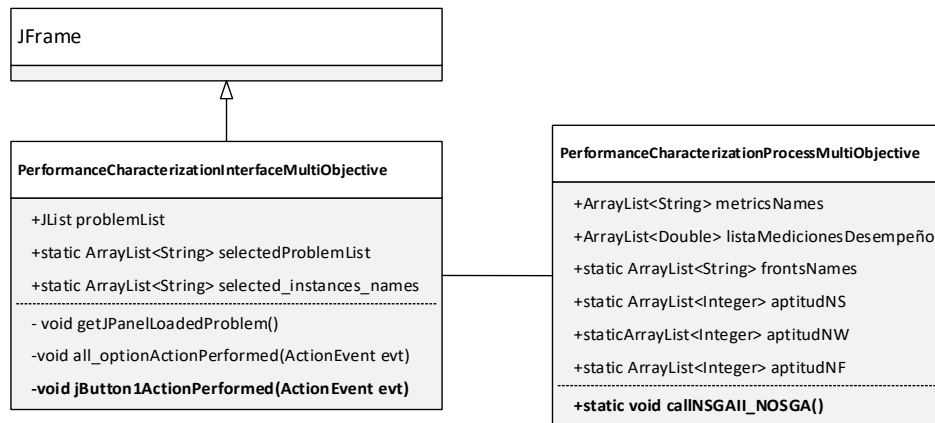 JFrame
PerformanceCharacterizationInterfaceMultiObjective
+JList problemList
+static ArrayList<String> selectedProblemList
+static ArrayList<String> selected_instances_names
- void getJPanelLoadedProblem()
-void all_optionActionPerformed(ActionEvent evt)
-void jButton1ActionPerformed(ActionEvent evt)
PerformanceCharacterizationProcessMultiObjective
+ArrayList<String> metricsNames
+ArrayList<Double> listaMedicionesDesempeño
+static ArrayList<String> frontsNames
+static ArrayList<Integer> aptitudNS
+staticArrayList<Integer> aptitudNW
+static ArrayList<Integer> aptitudNF
+static void callNSGAII_NOSGA()